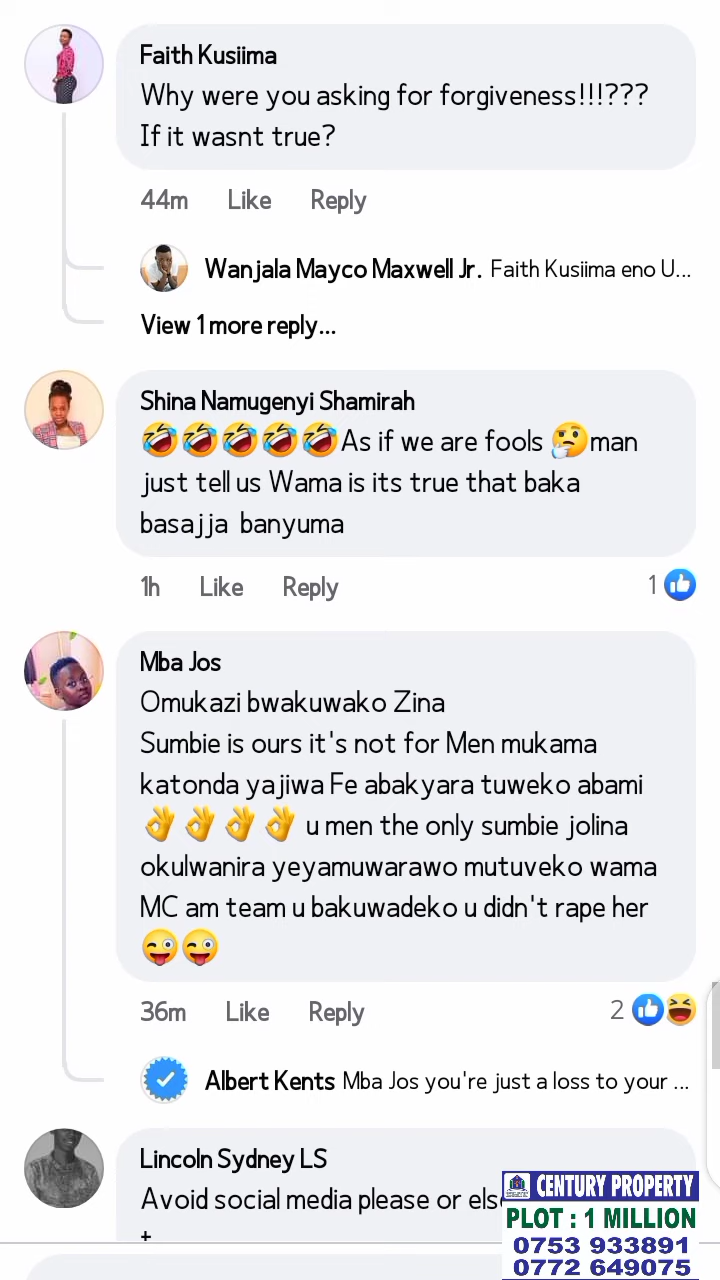 Faith Kusiima
Why were you asking for forgiveness!!!???
If it wasnt true?
44m Like Reply
Wanjala Mayco Maxwell Jr. Faith Kusiima eno U...
View 1 more reply...
Shina Namugenyi Shamirah
🤣🤣🤣🤣🤣As if we are fools 🤔man
just tell us Wama is its true that baka
basajja banyuma
1h Like Reply 1
Mba Jos
Omukazi bwakuwako Zina
Sumbie is ours it's not for Men mukama
katonda yajiwa Fe abakyara tuweko abami
👌👌👌👌 u men the only sumbie jolina
okulwanira yeyamuwarawo mutuveko wama
MC am team u bakuwadeko u didn't rape her
😜😜
36m Like Reply 2
Albert Kents Mba Jos you're just a loss to your ...
Lincoln Sydney LS
Avoid social media please or els
CENTURY PROPERTY
PLOT : 1 MILLION
0753 933891
0772 649075